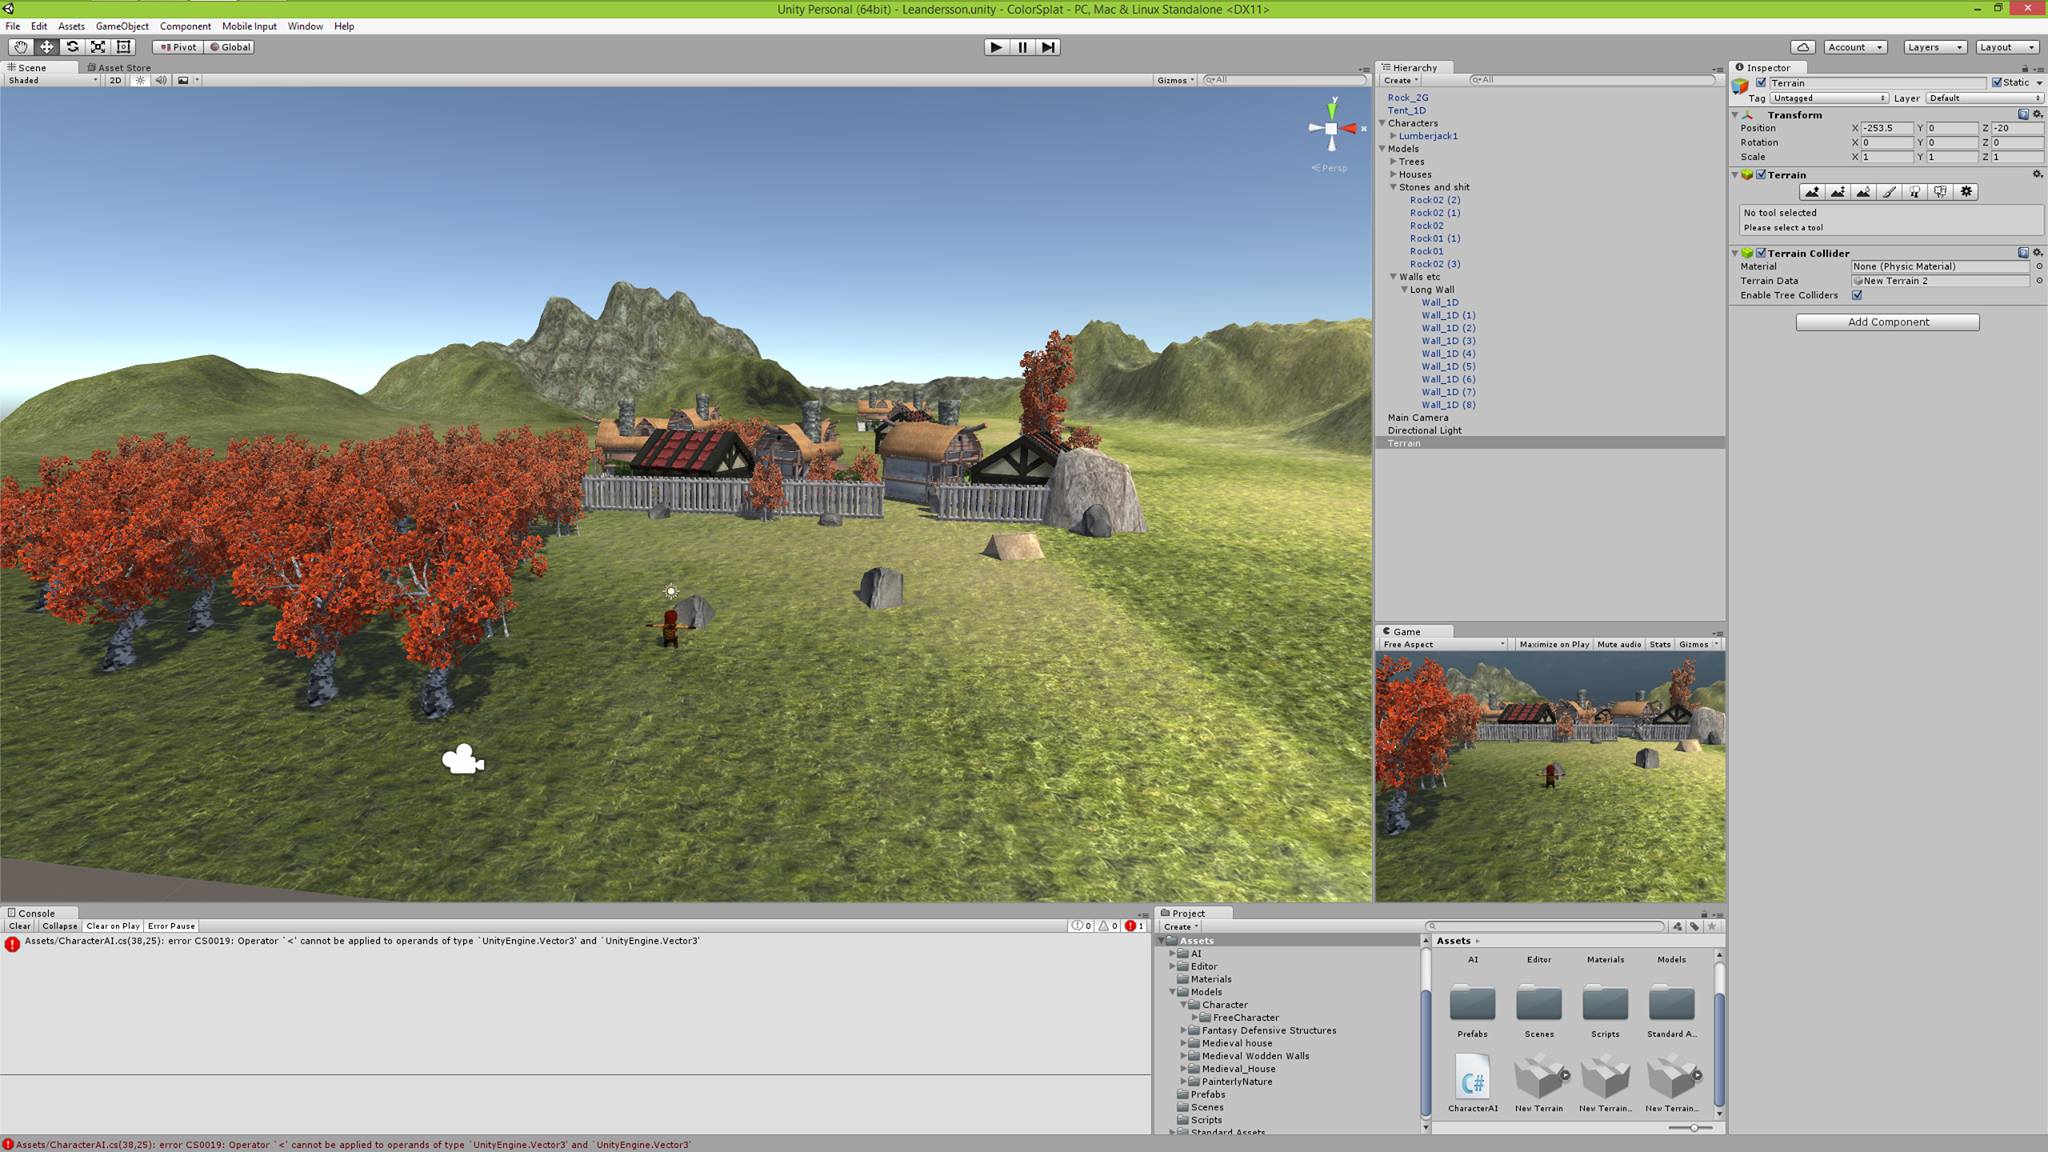 Unity Personal (64bit) - Leandersson.unity - ColorSplat - PC, Mac & Linux Standalone <DX11>
File Edit Assets GameObject Component Mobile Input Window Help
Pivot Global Account Layers Layout
Scene Asset Store
Shaded 2D Gizmos All
y
x
Persp
Hierarchy
Create All
Rock_2G
Tent_1D
Characters
Lumberjack1
Models
Trees
Houses
Stones and shit
Rock02 (2)
Rock02 (1)
Rock02
Rock01 (1)
Rock01
Rock02 (3)
Walls etc
Long Wall
Wall_1D
Wall_1D (1)
Wall_1D (2)
Wall_1D (3)
Wall_1D (4)
Wall_1D (5)
Wall_1D (6)
Wall_1D (7)
Wall_1D (8)
Main Camera
Directional Light
Terrain
Game
Free Aspect Maximize on Play Mute audio Stats Gizmos
Inspector
Terrain Static
Tag Untagged Layer Default
Transform
Position X -253.5 Y 0 Z -20
Rotation X 0 Y 0 Z 0
Scale X 1 Y 1 Z 1
Terrain
No tool selected
Please select a tool
Terrain Collider
Material None (Physic Material)
Terrain Data New Terrain 2
Enable Tree Colliders
Add Component
Console
Clear Collapse Clear on Play Error Pause 0 0 1
Assets/CharacterAI.cs(38,25): error CS0019: Operator `<' cannot be applied to operands of type `UnityEngine.Vector3' and `UnityEngine.Vector3'
Project
Create
Assets
AI
Editor
Materials
Models
Character
FreeCharacter
Fantasy Defensive Structures
Medieval house
Medieval Wodden Walls
Medieval_House
PainterlyNature
Prefabs
Scenes
Scripts
Standard Assets
Assets
AI Editor Materials Models
Prefabs Scenes Scripts Standard A...
C#
CharacterAI New Terrain New Terrain... New Terrain...
Assets/CharacterAI.cs(38,25): error CS0019: Operator `<' cannot be applied to operands of type `UnityEngine.Vector3' and `UnityEngine.Vector3'